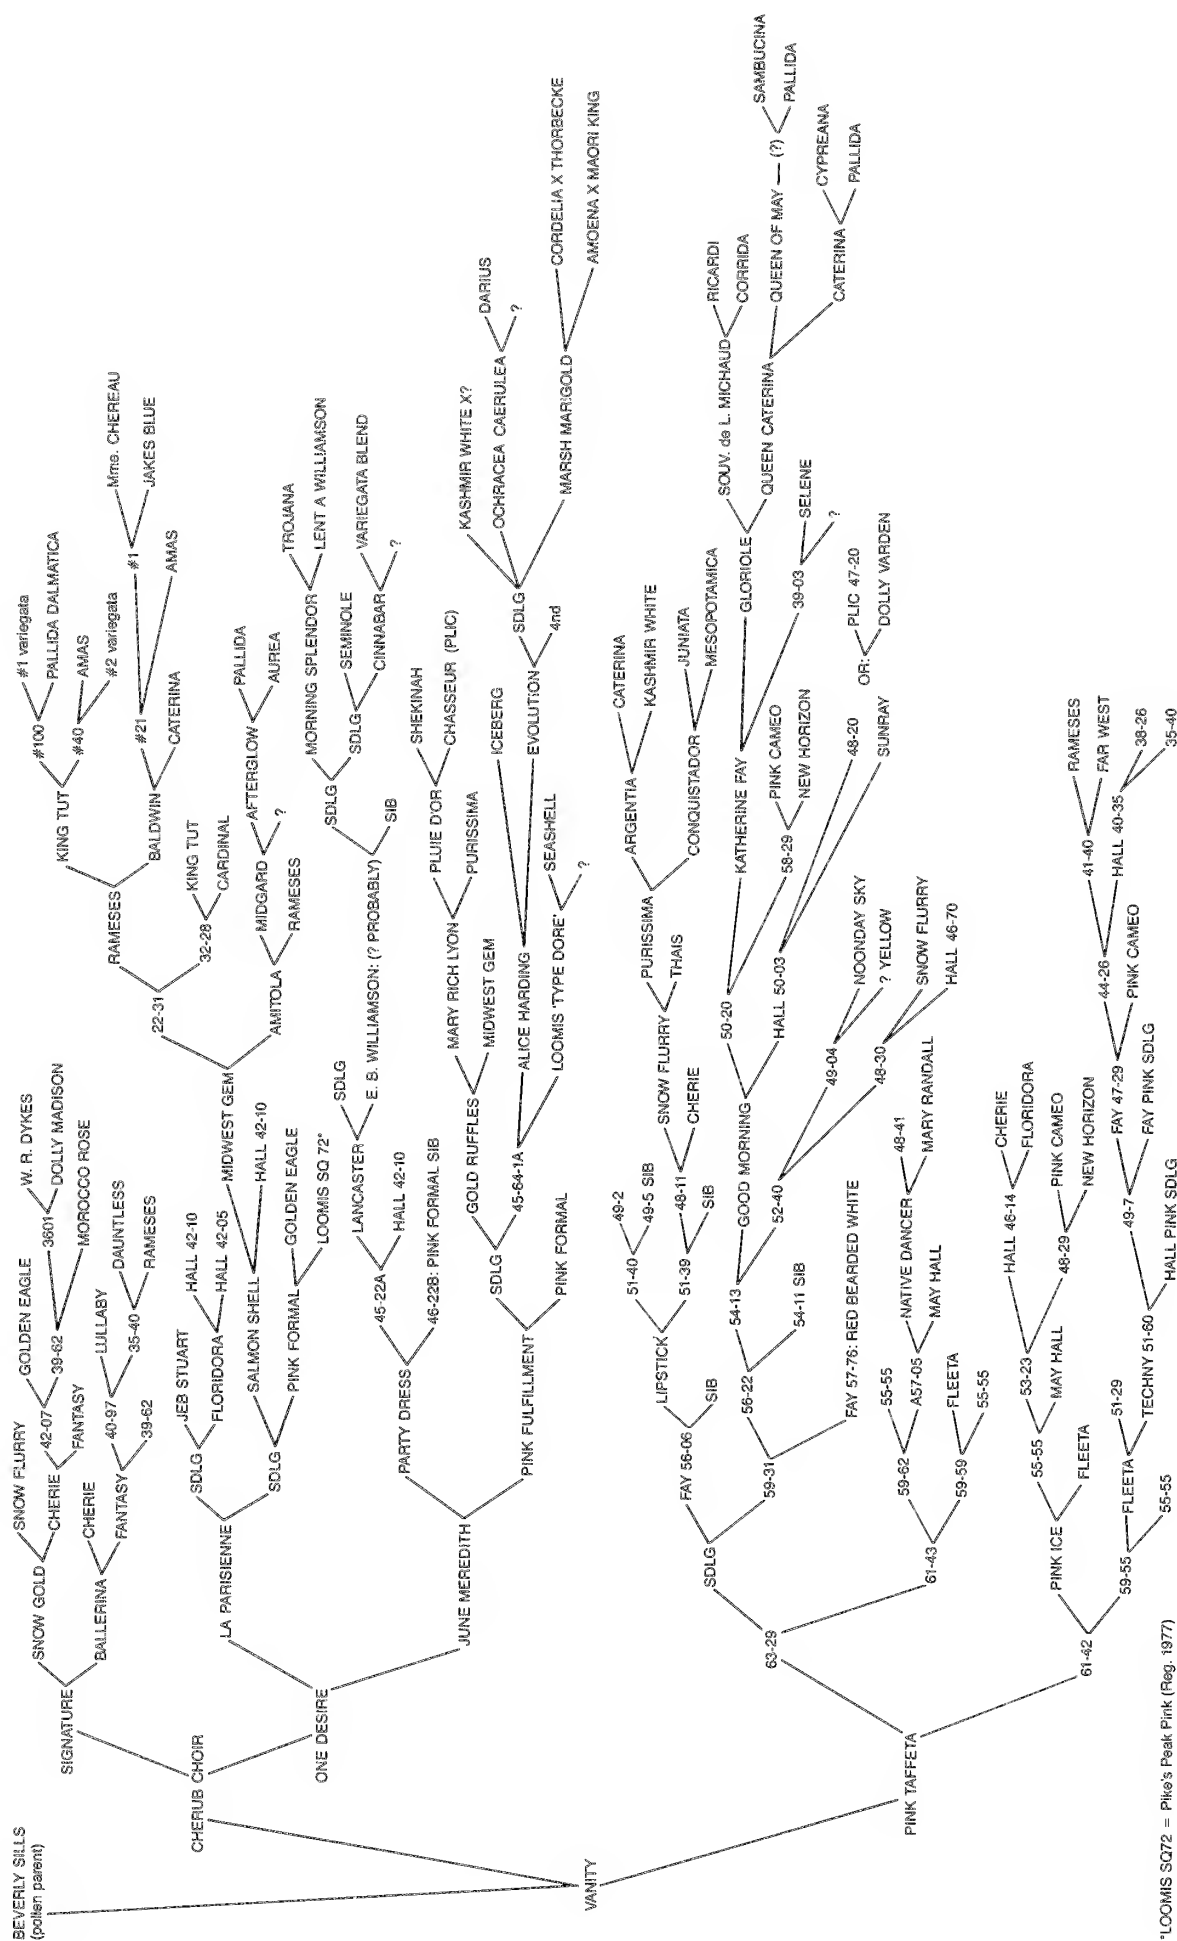 BEVERLY SILLS
(pollen parent)
VANITY
CHERUB CHOIR
PINK TAFFETA
SIGNATURE
ONE DESIRE
63-29
61-42
SNOW GOLD
BALLERINA
LA PARISIENNE
JUNE MEREDITH
SDLG
61-43
PINK ICE
59-55
SNOW FLURRY
CHERIE
CHERIE
FANTASY
SDLG
SDLG
PARTY DRESS
PINK FULFILLMENT
FAY 56-06
59-31
59-62
59-59
55-55
FLEETA
FLEETA
55-55
42-07
FANTASY
40-97
39-62
JEB STUART
FLORIDORA
SALMON SHELL
PINK FORMAL
45-22A
46-22B: PINK FORMAL SIB
SDLG
PINK FORMAL
LIPSTICK
SIB
56-22
FAY 57-76: RED BEARDED WHITE
55-55
A57-05
FLEETA
55-55
53-23
MAY HALL
51-29
TECHNY 51-60
GOLDEN EAGLE
39-62
LULLABY
35-40
HALL 42-10
HALL 42-05
MIDWEST GEM
HALL 42-10
GOLDEN EAGLE
LOOMIS SQ 72*
LANCASTER
HALL 42-10
GOLD RUFFLES
45-64-1A
51-40
51-39
54-13
54-11 SIB
NATIVE DANCER
MAY HALL
HALL 46-14
48-29
49-7
HALL PINK SDLG
3601
MOROCCO ROSE
DAUNTLESS
RAMESES
W. R. DYKES
DOLLY MADISON
22-31
AMITOLA
SDLG
E. B. WILLIAMSON: (? PROBABLY)
MARY RICH LYON
MIDWEST GEM
ALICE HARDING
LOOMIS 'TYPE DORE'
49-2
49-5 SIB
48-11
SIB
GOOD MORNING
52-40
48-41
MARY RANDALL
CHERIE
FLORIDORA
PINK CAMEO
NEW HORIZON
FAY 47-29
FAY PINK SDLG
RAMESES
32-28
MIDGARD
RAMESES
SDLG
SIB
PLUIE D'OR
PURISSIMA
ICEBERG
EVOLUTION
SEASHELL
?
SNOW FLURRY
CHERIE
50-20
HALL 50-03
49-04
48-30
44-26
PINK CAMEO
KING TUT
BALDWIN
KING TUT
CARDINAL
AFTERGLOW
?
MORNING SPLENDOR
SDLG
SHEKINAH
CHASSEUR (PLIC)
SDLG
4nd
PURISSIMA
THAIS
KATHERINE FAY
58-29
48-20
SUNRAY
NOONDAY SKY
? YELLOW
SNOW FLURRY
HALL 46-70
41-40
HALL 40-35
#100
#40
#21
CATERINA
PALLIDA
AUREA
TROJANA
LENT A WILLIAMSON
SEMINOLE
CINNABAR
KASHMIR WHITE X?
OCHRACEA CAERULEA
MARSH MARIGOLD
ARGENTIA
CONQUISTADOR
GLORIOLE
39-03
PINK CAMEO
NEW HORIZON
OR:
PLIC 47-20
DOLLY VARDEN
RAMESES
FAR WEST
38-26
35-40
#1 variegata
PALLIDA DALMATICA
AMAS
#2 variegata
#1
AMAS
VARIEGATA BLEND
?
DARIUS
?
CORDELIA X THORBECKE
AMOENA X MAORI KING
CATERINA
KASHMIR WHITE
JUNIATA
MESOPOTAMICA
SOUV. de L. MICHAUD
QUEEN CATERINA
SELENE
?
Mme. CHEREAU
JAKES BLUE
RICARDI
CORRIDA
QUEEN OF MAY — (?)
CATERINA
SAMBUCINA
PALLIDA
CYPREANA
PALLIDA
*LOOMIS SQ72 = Pike's Peak Pink (Reg. 1977)